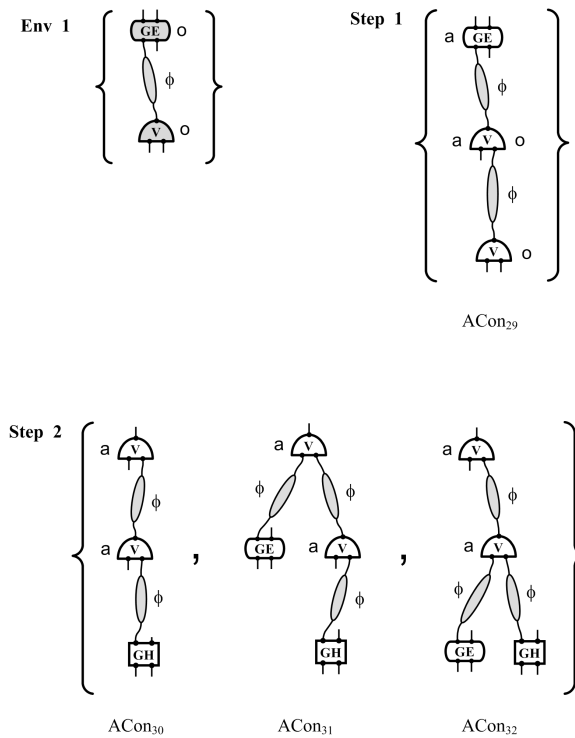 Env 1
GE o
ϕ
V o
Step 1
a GE
ϕ
a V o
ϕ
V o
ACon29
Step 2
a V
ϕ
a V
ϕ
GH
,
a V
ϕ ϕ
GE a V
ϕ
GH
,
a V
ϕ
a V
ϕ ϕ
GE GH
ACon30 ACon31 ACon32